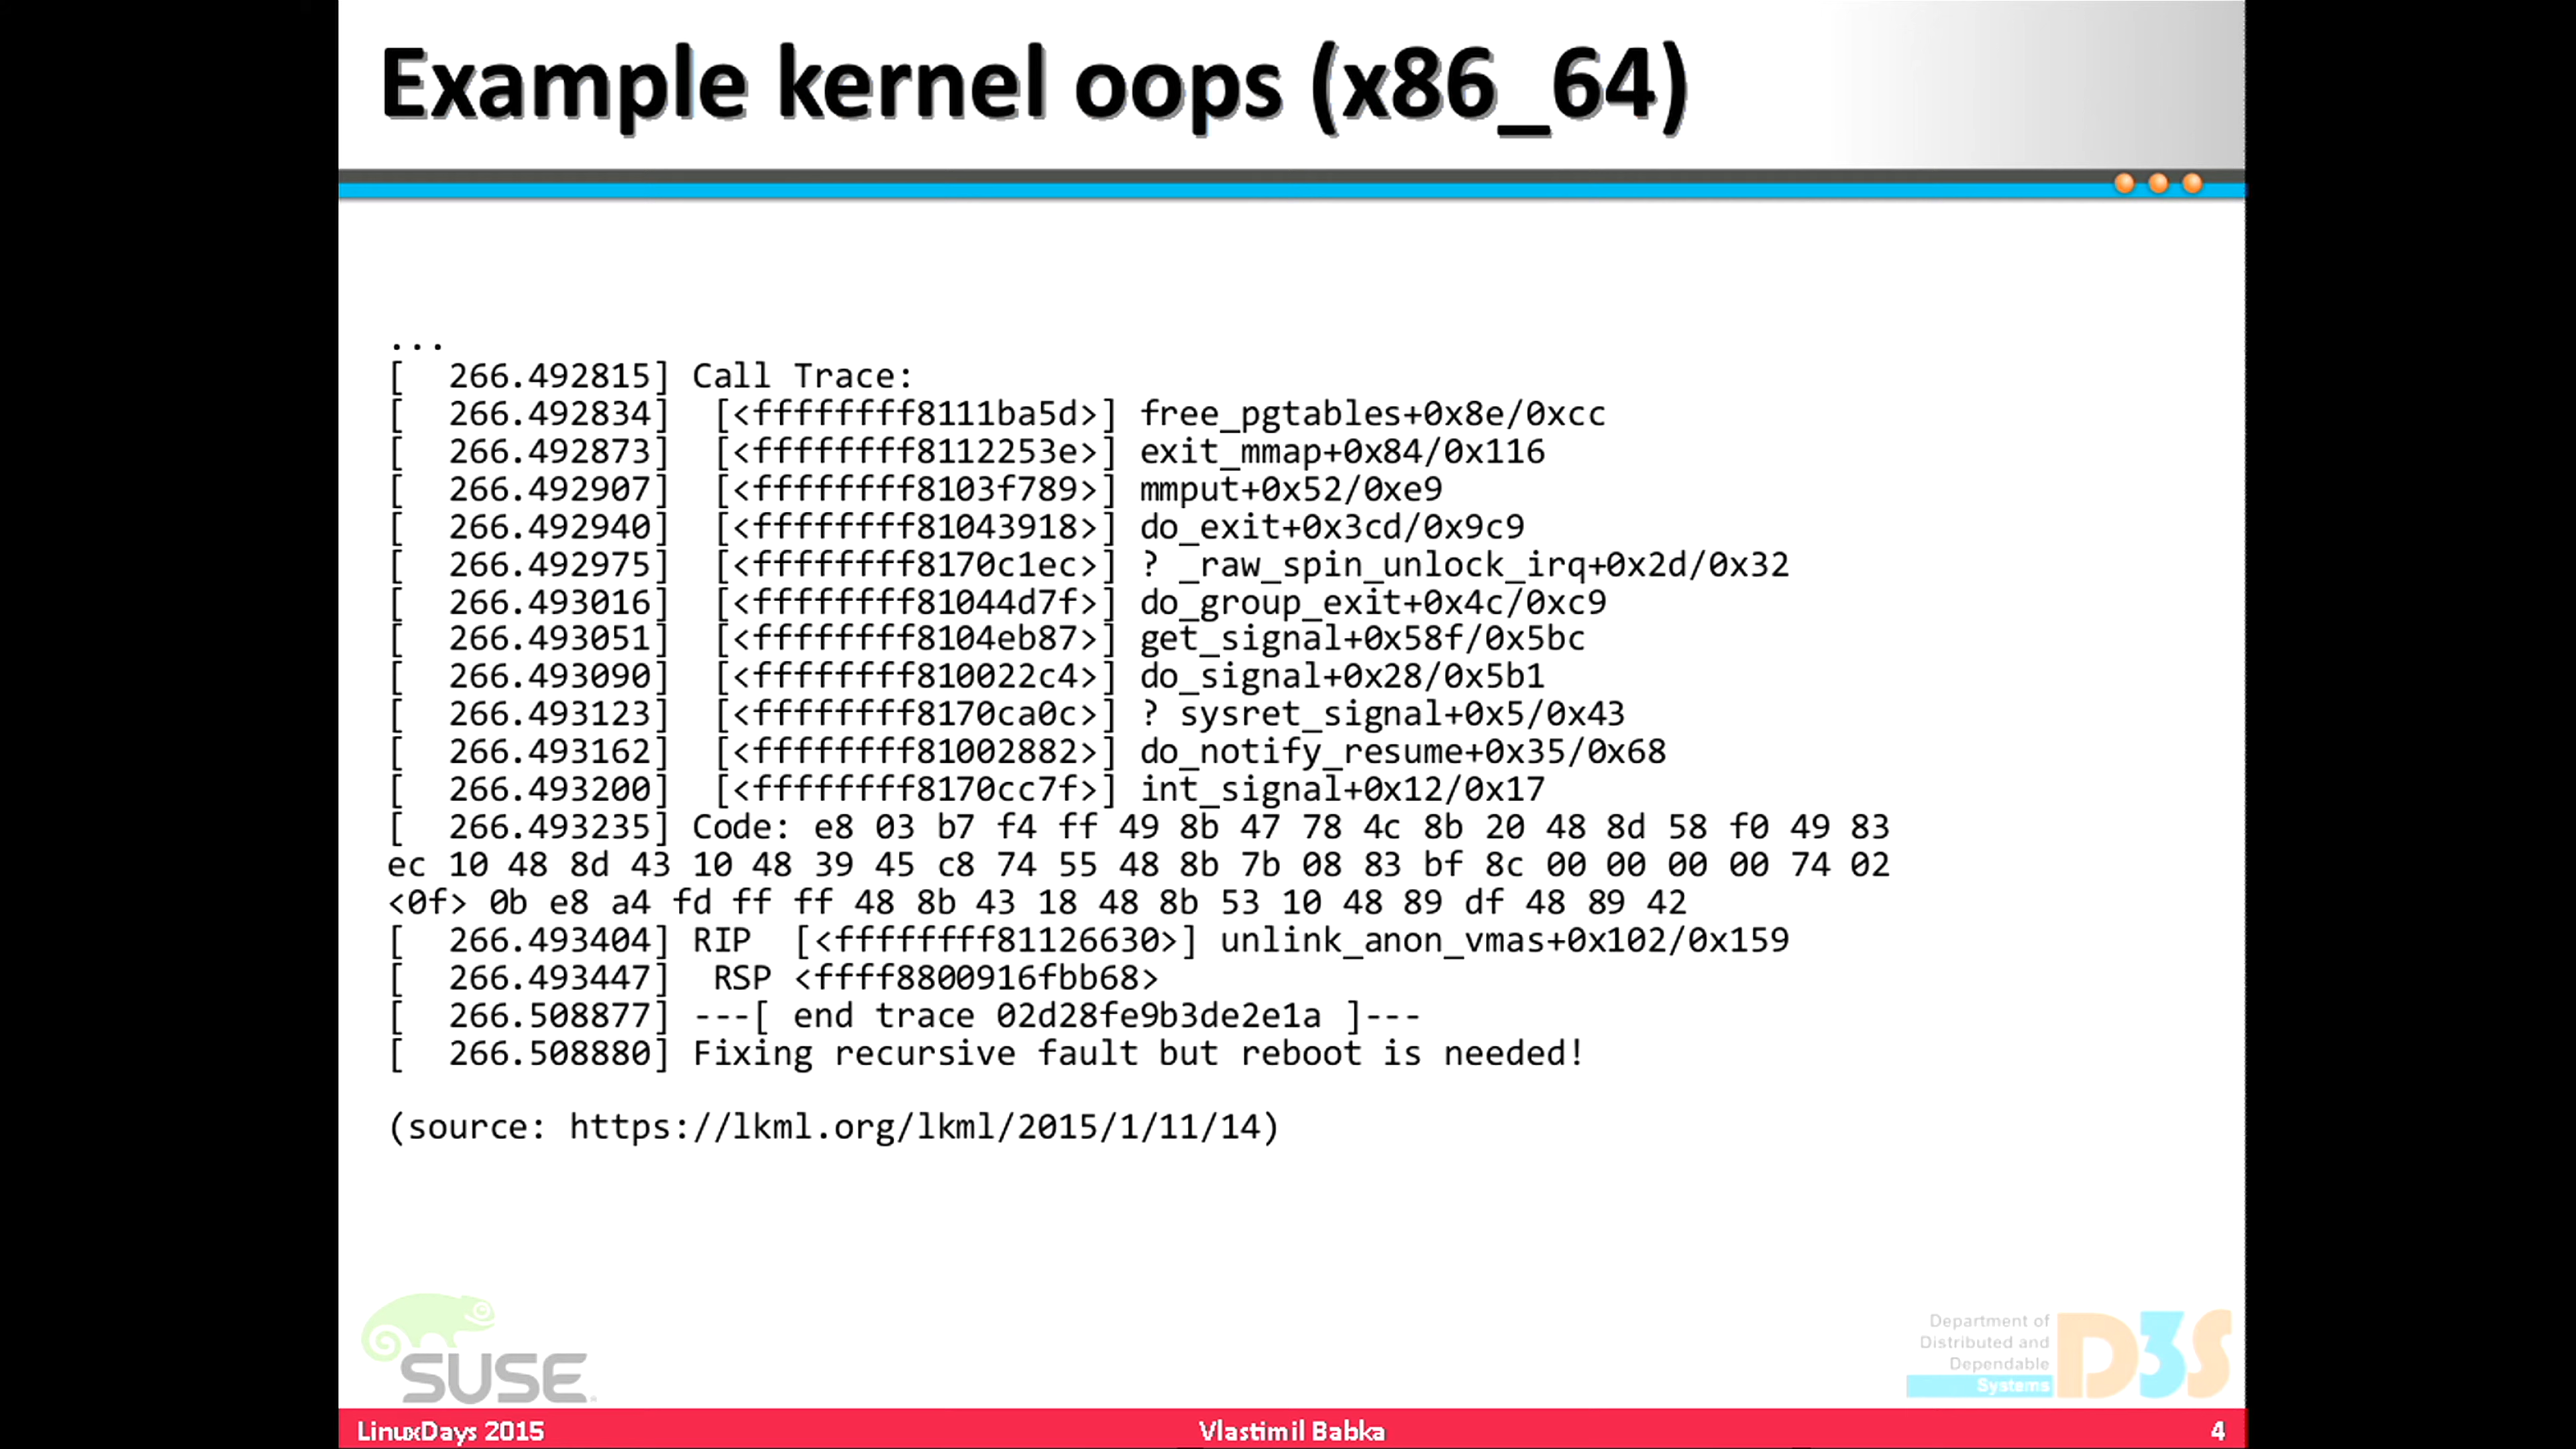 Example kernel oops (x86_64)
...
[  266.492815] Call Trace:
[  266.492834]  [<ffffffff8111ba5d>] free_pgtables+0x8e/0xcc
[  266.492873]  [<ffffffff8112253e>] exit_mmap+0x84/0x116
[  266.492907]  [<ffffffff8103f789>] mmput+0x52/0xe9
[  266.492940]  [<ffffffff81043918>] do_exit+0x3cd/0x9c9
[  266.492975]  [<ffffffff8170c1ec>] ? _raw_spin_unlock_irq+0x2d/0x32
[  266.493016]  [<ffffffff81044d7f>] do_group_exit+0x4c/0xc9
[  266.493051]  [<ffffffff8104eb87>] get_signal+0x58f/0x5bc
[  266.493090]  [<ffffffff810022c4>] do_signal+0x28/0x5b1
[  266.493123]  [<ffffffff8170ca0c>] ? sysret_signal+0x5/0x43
[  266.493162]  [<ffffffff81002882>] do_notify_resume+0x35/0x68
[  266.493200]  [<ffffffff8170cc7f>] int_signal+0x12/0x17
[  266.493235] Code: e8 03 b7 f4 ff 49 8b 47 78 4c 8b 20 48 8d 58 f0 49 83
ec 10 48 8d 43 10 48 39 45 c8 74 55 48 8b 7b 08 83 bf 8c 00 00 00 00 74 02
<0f> 0b e8 a4 fd ff ff 48 8b 43 18 48 8b 53 10 48 89 df 48 89 42
[  266.493404] RIP  [<ffffffff81126630>] unlink_anon_vmas+0x102/0x159
[  266.493447]  RSP <ffff8800916fbb68>
[  266.508877] ---[ end trace 02d28fe9b3de2e1a ]---
[  266.508880] Fixing recursive fault but reboot is needed!
(source: https://lkml.org/lkml/2015/1/11/14)
SUSE
Department of
Distributed and
Dependable
Systems
D3S
LinuxDays 2015
Vlastimil Babka
4